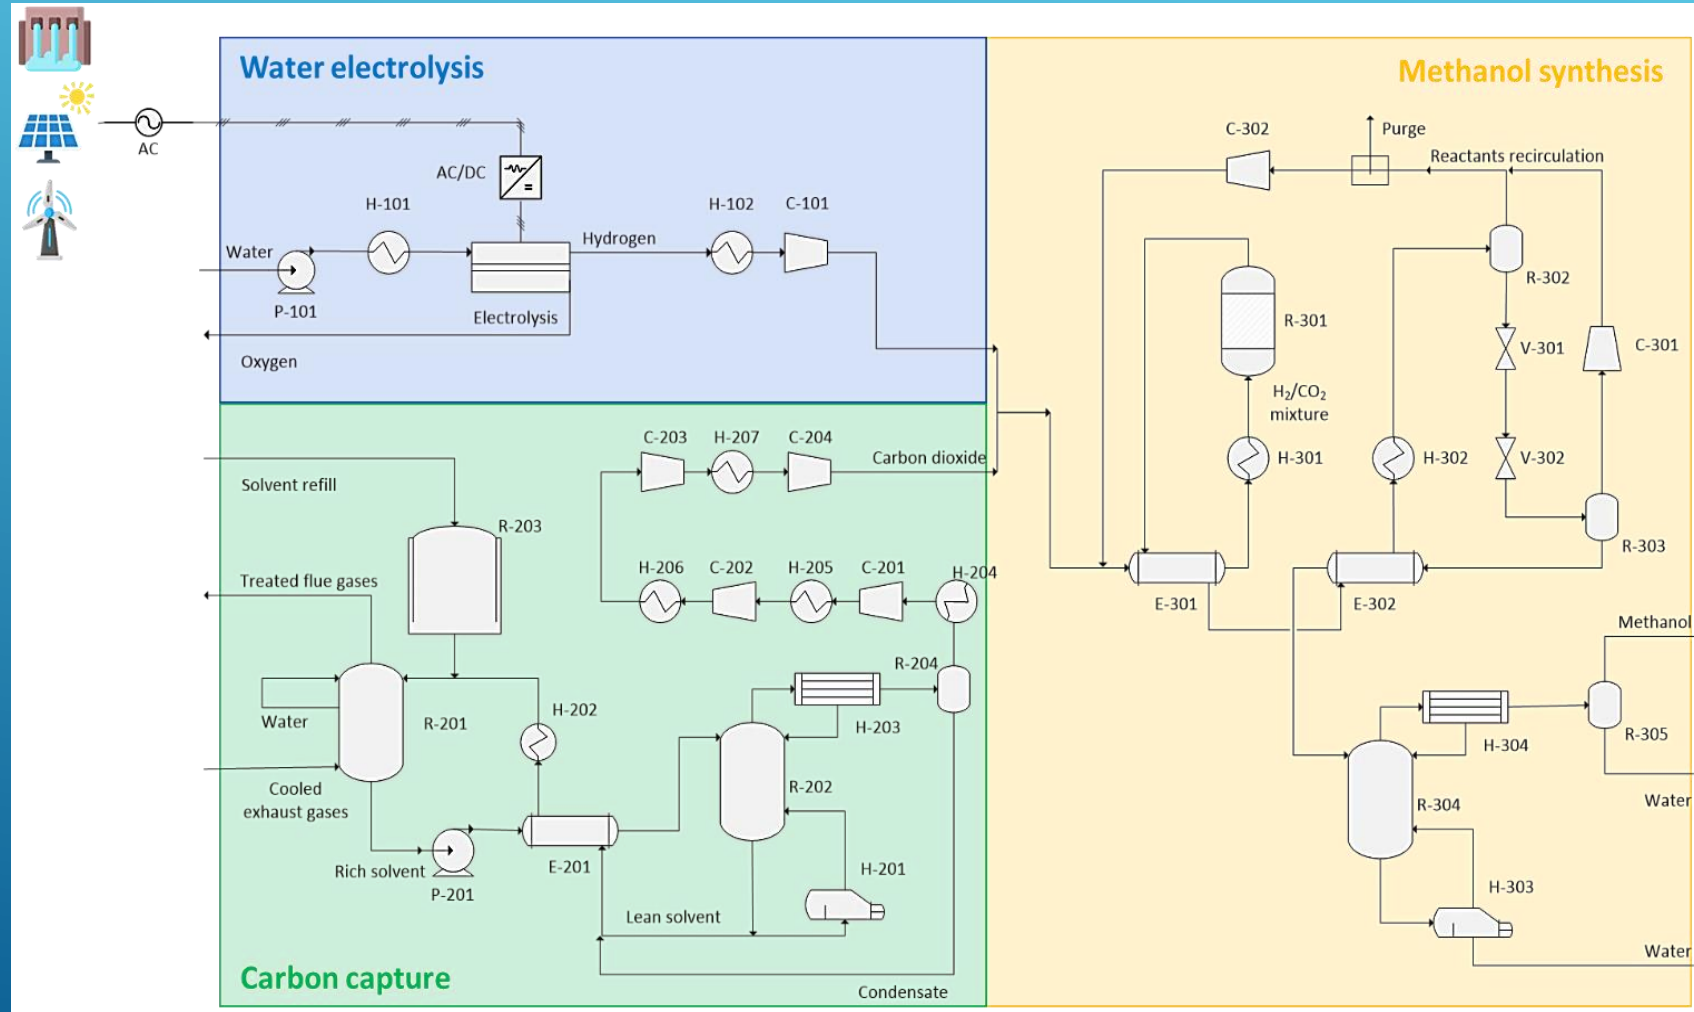 Water electrolysis
AC
AC/DC
H-101
H-102
C-101
Water
Hydrogen
P-101
Electrolysis
Oxygen
Methanol synthesis
C-302
Purge
Reactants recirculation
R-302
R-301
V-301
C-301
H₂/CO₂
mixture
H-301
H-302
V-302
R-303
E-301
E-302
Methanol
H-304
R-305
Water
R-304
H-303
Water
C-203
H-207
C-204
Carbon dioxide
Solvent refill
R-203
Treated flue gases
H-206
C-202
H-205
C-201
H-204
R-204
Water
R-201
H-202
H-203
Cooled
exhaust gases
R-202
Rich solvent
P-201
E-201
H-201
Lean solvent
Carbon capture
Condensate